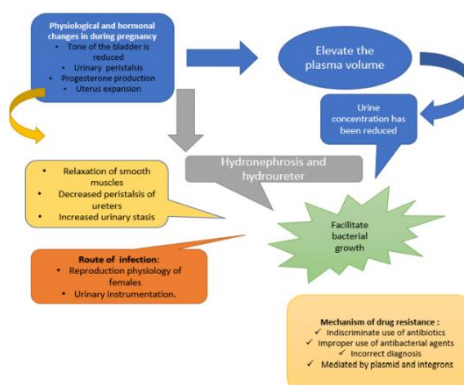 Physiological and hormonal
changes in during pregnancy
• Tone of the bladder is
reduced
• Urinary peristalsis
• Progesterone production
• Uterus expansion
Elevate the
plasma volume
Urine
concentration has
been reduced
Hydronephrosis and
hydroureter
• Relaxation of smooth
muscles
• Decreased peristalsis of
ureters
• Increased urinary stasis
Facilitate
bacterial
growth
Route of infection:
• Reproduction physiology of
females
• Urinary instrumentation.
Mechanism of drug resistance :
✓ Indiscriminate use of antibiotics
✓ Improper use of antibacterial agents
✓ Incorrect diagnosis
✓ Mediated by plasmid and integrons